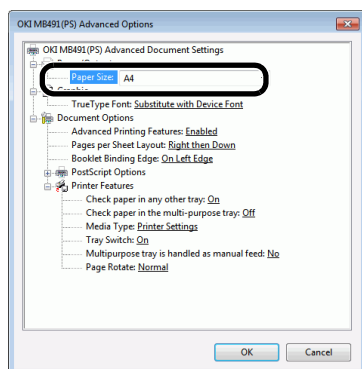 OKI MB491(PS) Advanced Options
OKI MB491(PS) Advanced Document Settings
Paper Size: A4
TrueType Font: Substitute with Device Font
Document Options
Advanced Printing Features: Enabled
Pages per Sheet Layout: Right then Down
Booklet Binding Edge: On Left Edge
PostScript Options
Printer Features
Check paper in any other tray: On
Check paper in the multi-purpose tray: Off
Media Type: Printer Settings
Tray Switch: On
Multipurpose tray is handled as manual feed: No
Page Rotate: Normal
OK Cancel